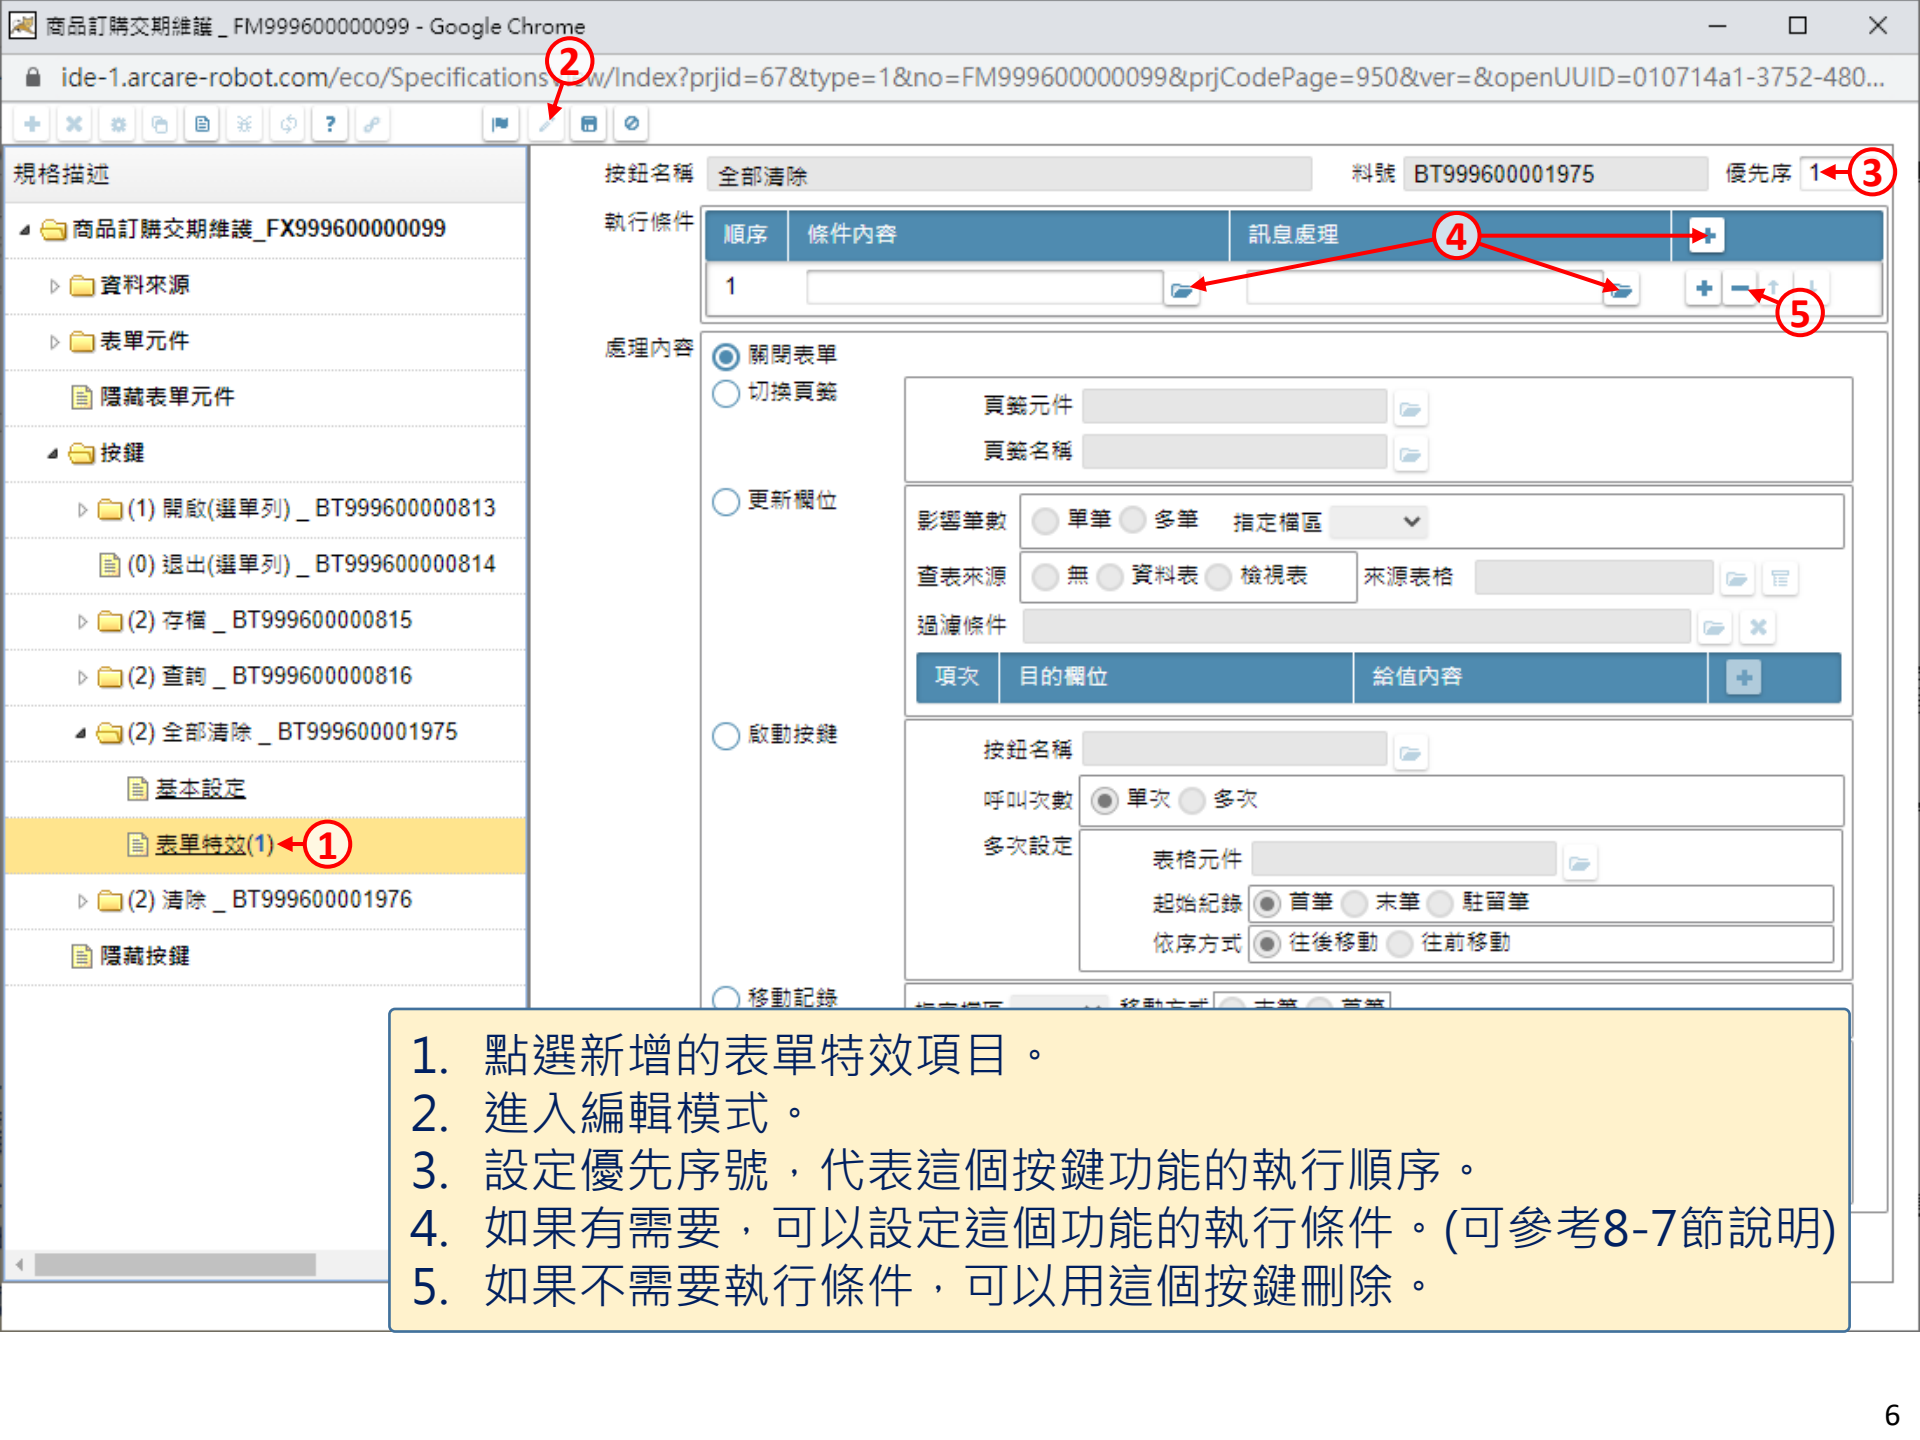 商品訂購交期維護 _ FM999600000099 - Google Chrome
ide-1.arcare-robot.com/eco/Specifications /Index?prjid=67&type=1&no=FM999600000099&prjCodePage=950&ver=&openUUID=010714a1-3752-480...
2
規格描述
按鈕名稱 全部清除 料號 BT999600001975 優先序 1 3
商品訂購交期維護_FX999600000099
執行條件 順序 條件內容 訊息處理 4
資料來源
1
5
表單元件
處理內容 關閉表單
隱藏表單元件
切換頁籤
頁籤元件
按鍵
頁籤名稱
(1) 開啟(選單列) _ BT999600000813
更新欄位
影響筆數 單筆 多筆 指定檔區
(0) 退出(選單列) _ BT999600000814
查表來源 無 資料表 檢視表 來源表格
(2) 存檔 _ BT999600000815
過濾條件
(2) 查詢 _ BT999600000816
項次 目的欄位 給值內容
(2) 全部清除 _ BT999600001975
啟動按鍵
按鈕名稱
基本設定
呼叫次數 單次 多次
表單特效(1) 1
多次設定
表格元件
(2) 清除 _ BT999600001976
起始紀錄 首筆 末筆 駐留筆
依序方式 往後移動 往前移動
隱藏按鍵
移動記錄
1. 點選新增的表單特效項目。
2. 進入編輯模式。
3. 設定優先序號，代表這個按鍵功能的執行順序。
4. 如果有需要，可以設定這個功能的執行條件。(可參考8-7節說明)
5. 如果不需要執行條件，可以用這個按鍵刪除。
6